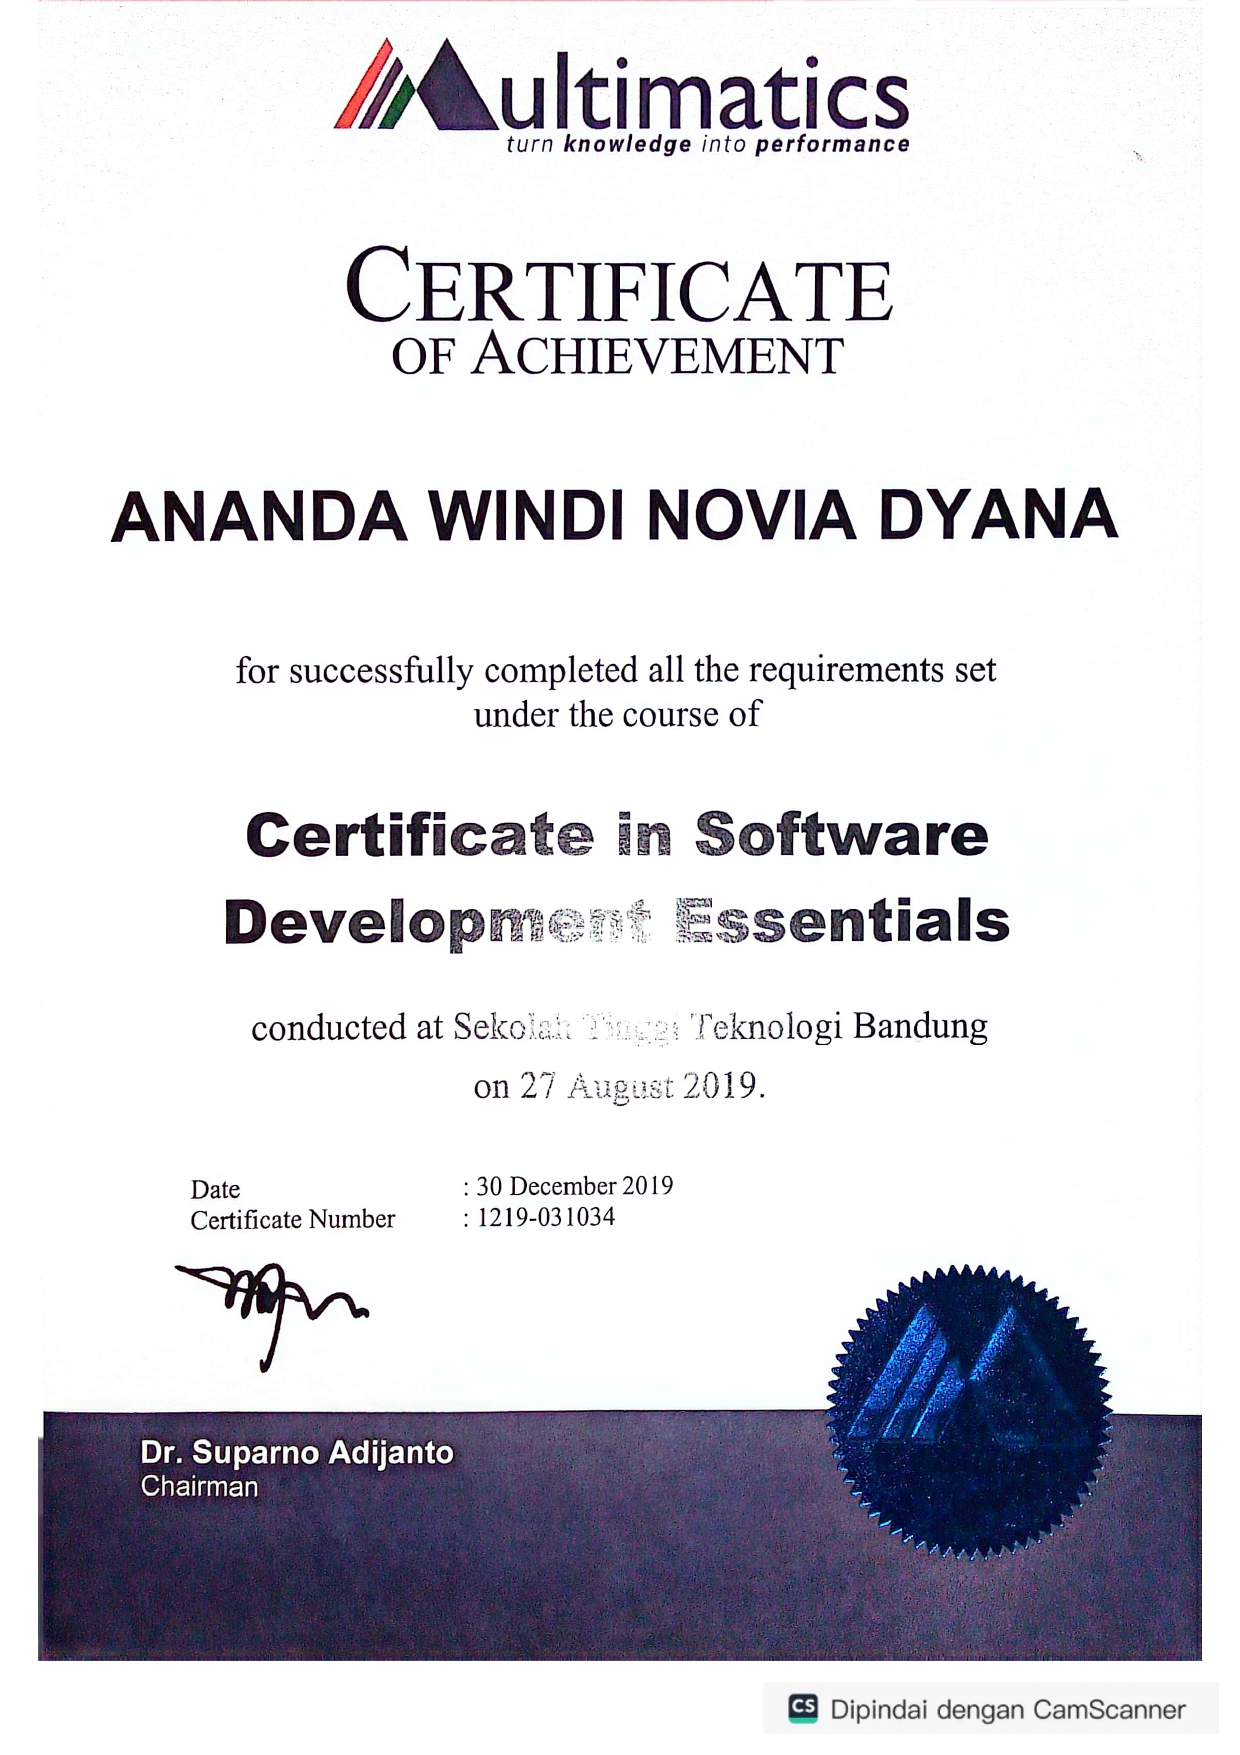 Multimatics
turn knowledge into performance
CERTIFICATE
OF ACHIEVEMENT
ANANDA WINDI NOVIA DYANA
for successfully completed all the requirements set
under the course of
Certificate in Software
Development Essentials
conducted at Sekolah Tinggi Teknologi Bandung
on 27 August 2019.
Date : 30 December 2019
Certificate Number : 1219-031034
Dr. Suparno Adijanto
Chairman
CS Dipindai dengan CamScanner